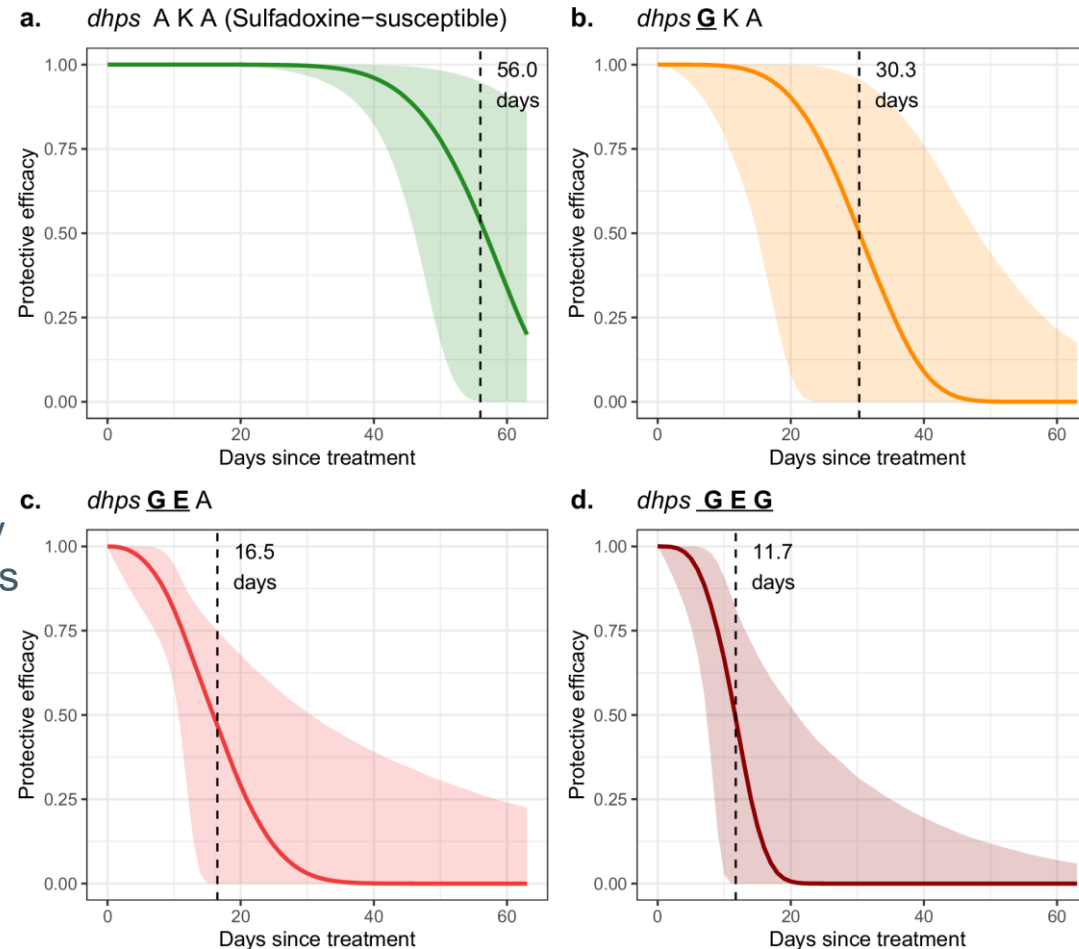 a. dhps A K A (Sulfadoxine−susceptible)
56.0
days
Protective efficacy
1.00
0.75
0.50
0.25
0.00
0
20
40
60
Days since treatment
b. dhps G K A
30.3
days
Protective efficacy
1.00
0.75
0.50
0.25
0.00
0
20
40
60
Days since treatment
c. dhps G E A
16.5
days
Protective efficacy
1.00
0.75
0.50
0.25
0.00
0
20
40
60
Days since treatment
d. dhps G E G
11.7
days
Protective efficacy
1.00
0.75
0.50
0.25
0.00
0
20
40
60
Days since treatment